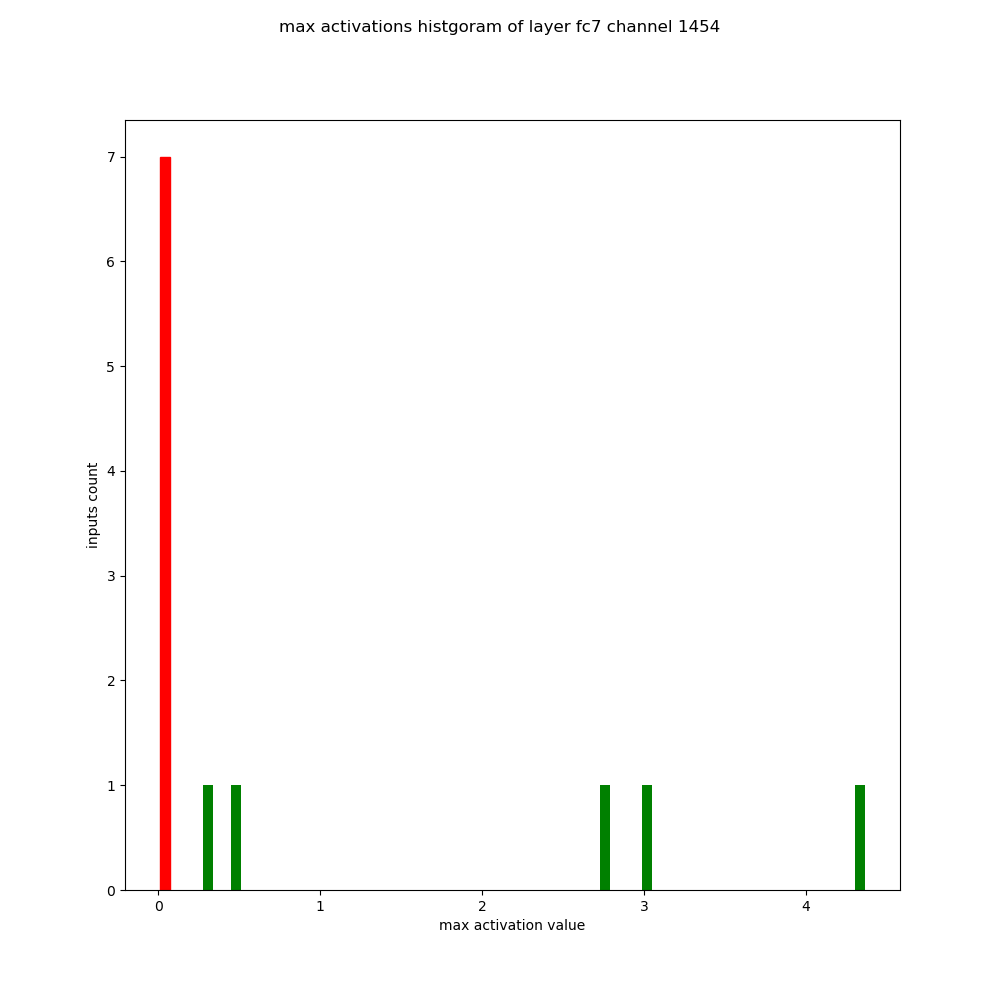 max activations histgoram of layer fc7 channel 1454
7
6
5
4
3
2
1
0
inputs count
0 1 2 3 4
max activation value